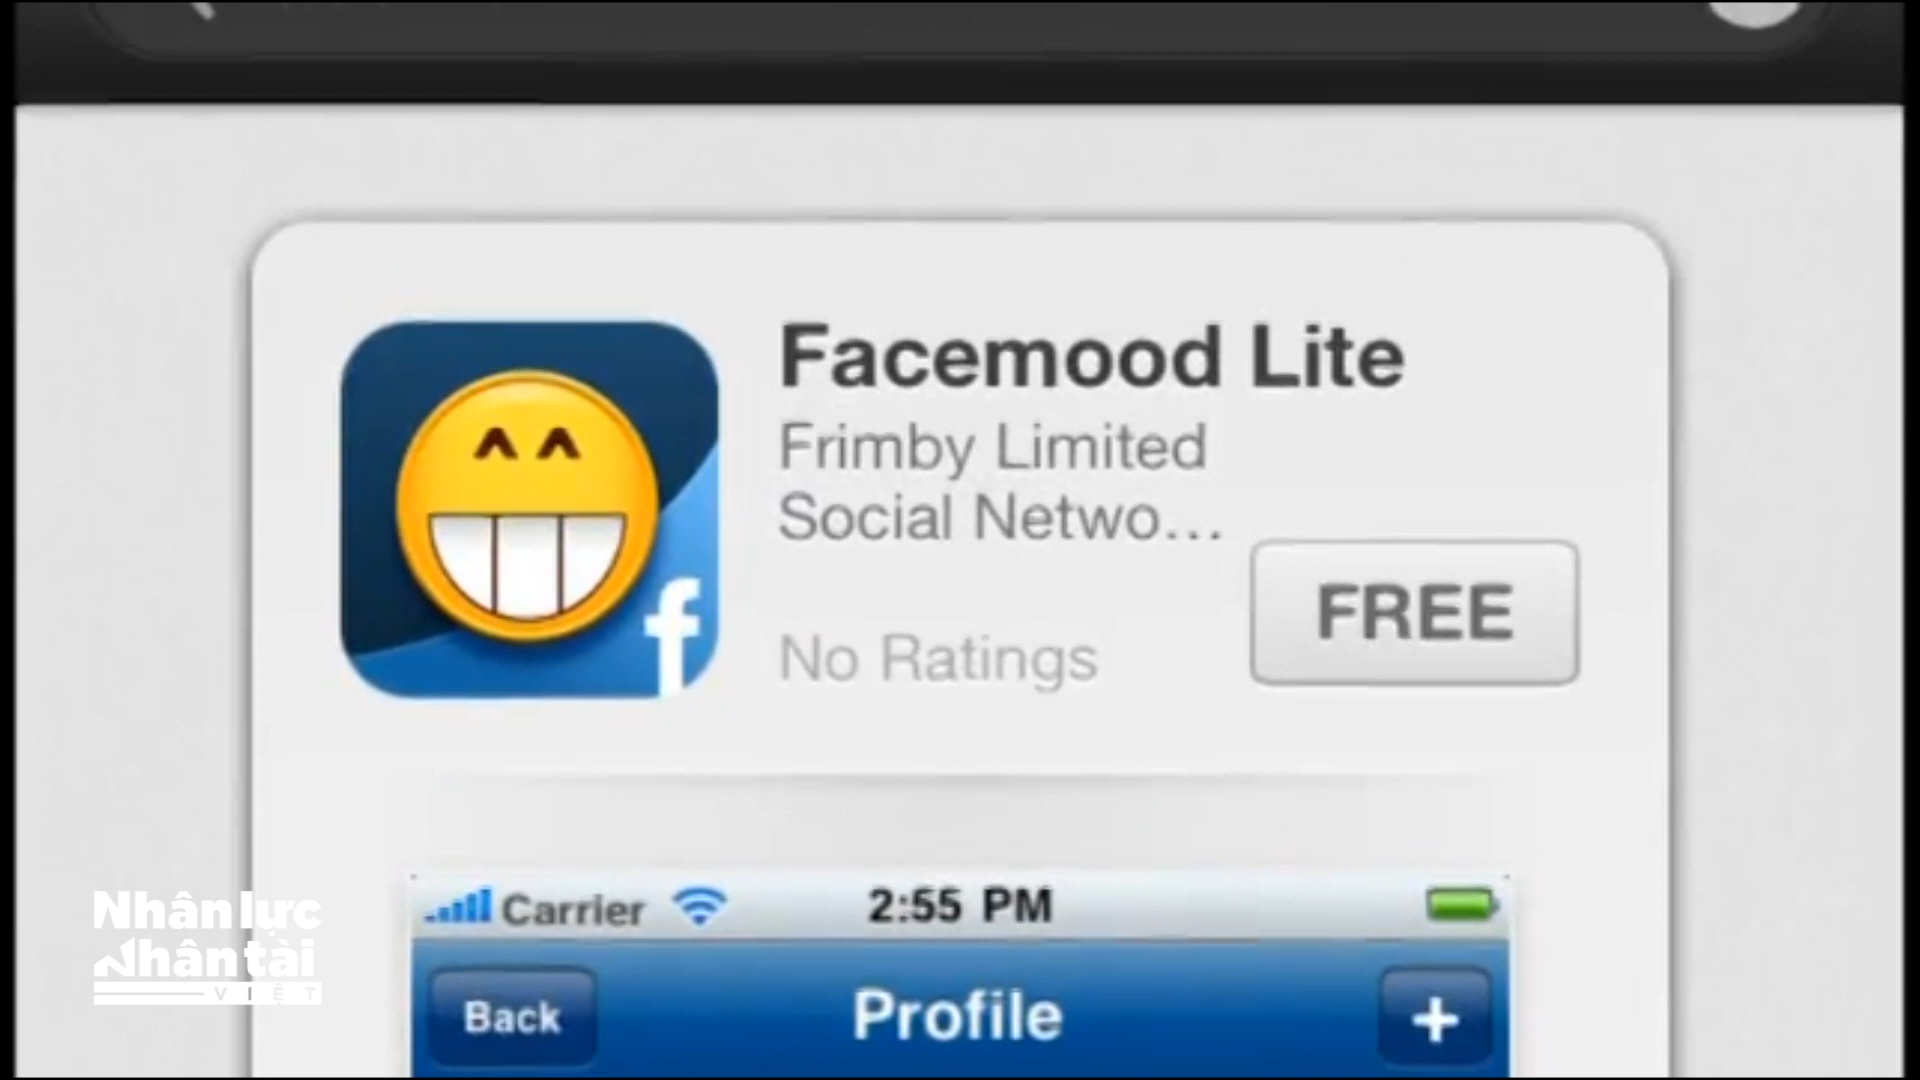 Facemood Lite
Frimby Limited
Social Netwo...
FREE
No Ratings
f
Carrier
2:55 PM
Back
Profile
+
Nhân lực
Nhân tài
VIỆT